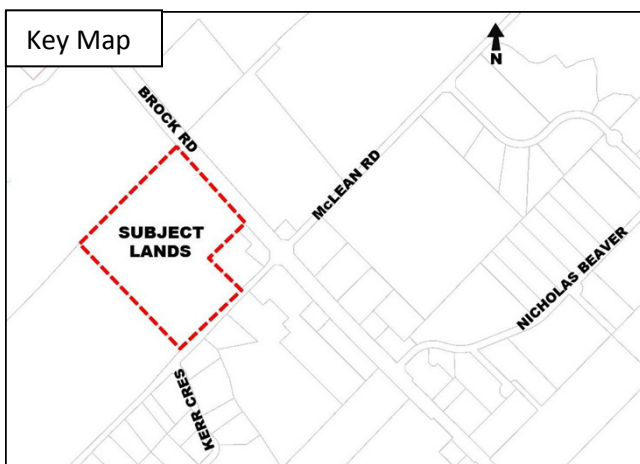 Key Map
N
BROCK RD
McLEAN RD
SUBJECT
LANDS
NICHOLAS BEAVER
KERR CRES